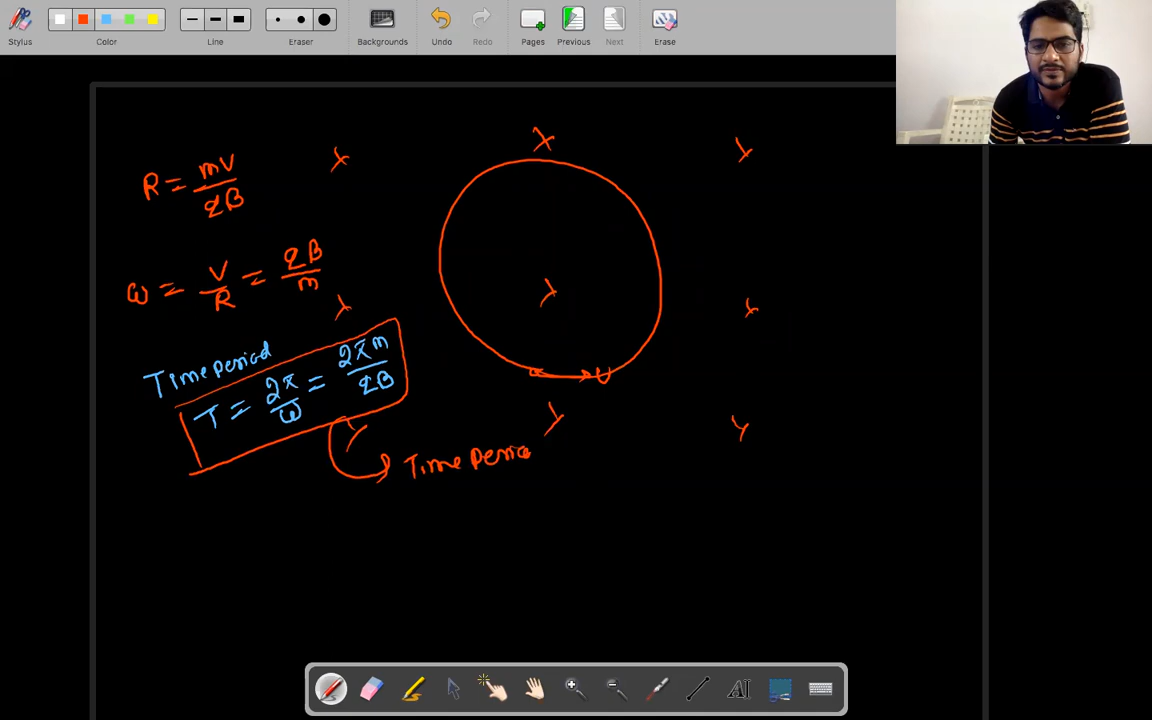 Stylus
Color
Line
Eraser
Backgrounds
Undo
Redo
Pages
Previous
Next
Erase
R = mV/qB
ω = V/R = qB/m
Time period
T = 2π/ω = 2πm/qB
Time perio
x x x
x x x
x x x
v
AI